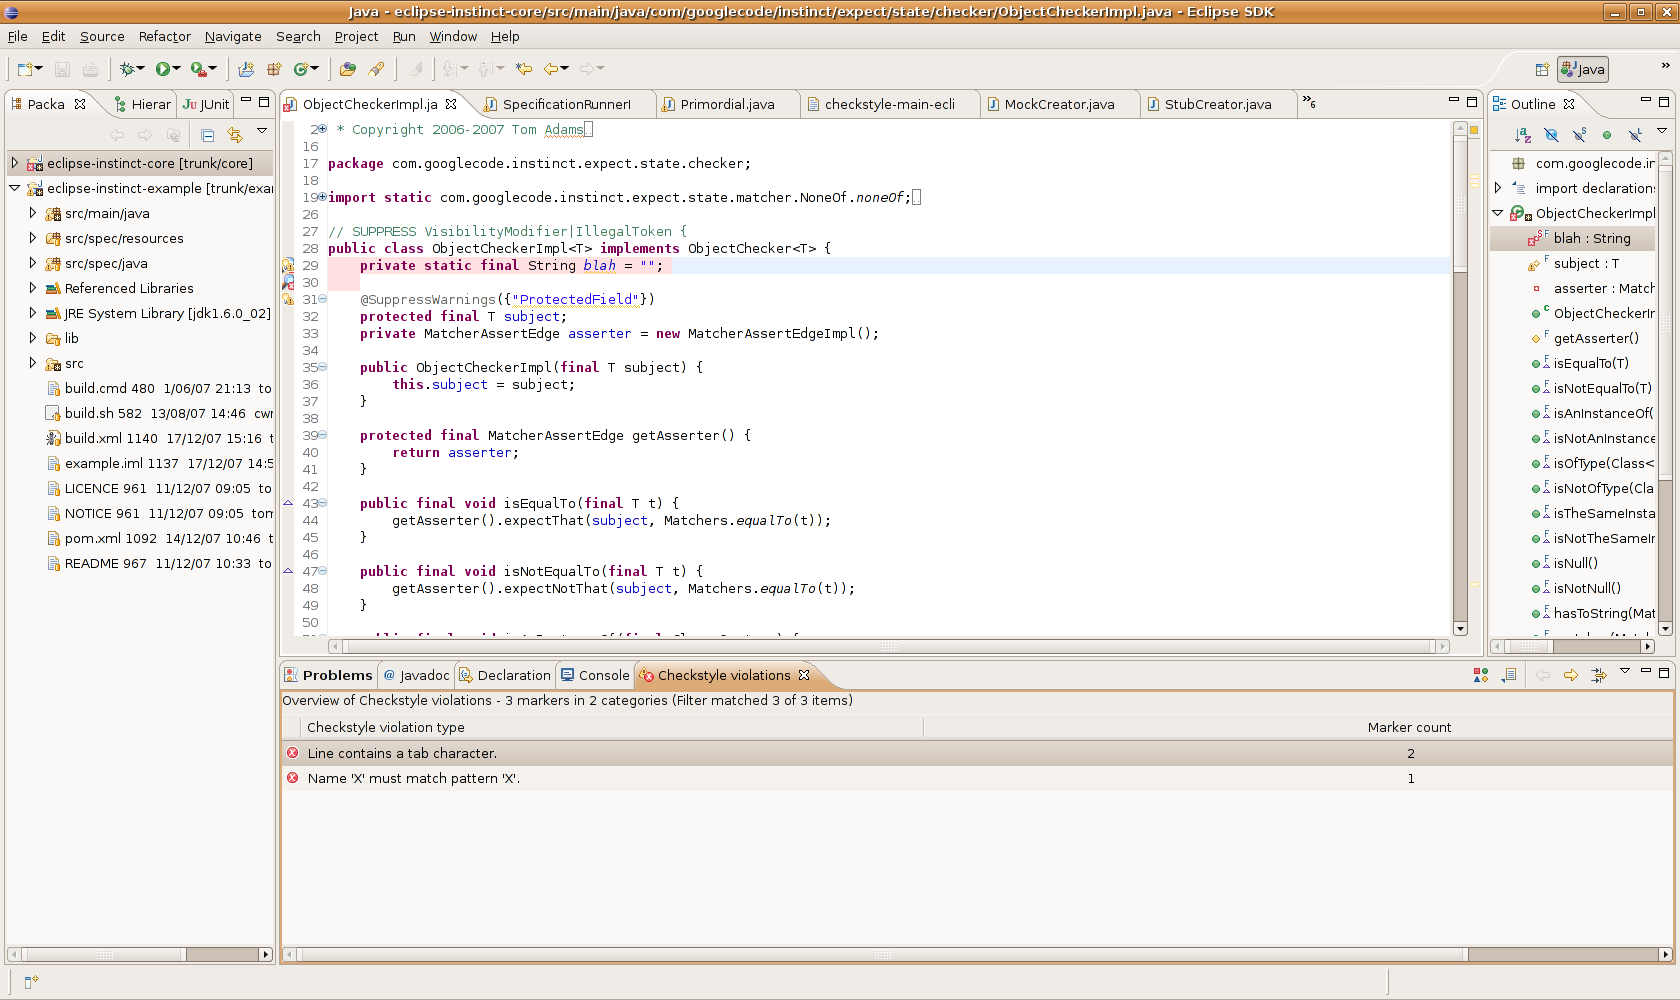 Java - eclipse-instinct-core/src/main/java/com/googlecode/instinct/expect/state/checker/ObjectCheckerImpl.java - Eclipse SDK
File Edit Source Refactor Navigate Search Project Run Window Help
Java
»
Packa
Hierar
JUnit
eclipse-instinct-core [trunk/core]
eclipse-instinct-example [trunk/exa
src/main/java
src/spec/resources
src/spec/java
Referenced Libraries
JRE System Library [jdk1.6.0_02]
lib
src
build.cmd 480 1/06/07 21:13 to
build.sh 582 13/08/07 14:46 cwr
build.xml 1140 17/12/07 15:16 t
example.iml 1137 17/12/07 14:5
LICENCE 961 11/12/07 09:05 to
NOTICE 961 11/12/07 09:05 tom
pom.xml 1092 14/12/07 10:46 t
README 967 11/12/07 10:33 to
ObjectCheckerImpl.ja
SpecificationRunnerI
Primordial.java
checkstyle-main-ecli
MockCreator.java
StubCreator.java
»6
2 * Copyright 2006-2007 Tom Adams
16
17 package com.googlecode.instinct.expect.state.checker;
18
19 import static com.googlecode.instinct.expect.state.matcher.NoneOf.noneOf;
26
27 // SUPPRESS VisibilityModifier|IllegalToken {
28 public class ObjectCheckerImpl<T> implements ObjectChecker<T> {
29 private static final String blah = "";
30
31 @SuppressWarnings({"ProtectedField"})
32 protected final T subject;
33 private MatcherAssertEdge asserter = new MatcherAssertEdgeImpl();
34
35 public ObjectCheckerImpl(final T subject) {
36 this.subject = subject;
37 }
38
39 protected final MatcherAssertEdge getAsserter() {
40 return asserter;
41 }
42
43 public final void isEqualTo(final T t) {
44 getAsserter().expectThat(subject, Matchers.equalTo(t));
45 }
46
47 public final void isNotEqualTo(final T t) {
48 getAsserter().expectNotThat(subject, Matchers.equalTo(t));
49 }
50
Outline
com.googlecode.in
import declarations
ObjectCheckerImpl
blah : String
subject : T
asserter : Match
ObjectCheckerIr
getAsserter()
isEqualTo(T)
isNotEqualTo(T)
isAnInstanceOf(
isNotAnInstance
isOfType(Class<
isNotOfType(Cla
isTheSameInsta
isNotTheSameIr
isNull()
isNotNull()
hasToString(Mat
Problems
@ Javadoc
Declaration
Console
Checkstyle violations
Overview of Checkstyle violations - 3 markers in 2 categories (Filter matched 3 of 3 items)
Checkstyle violation type Marker count
Line contains a tab character. 2
Name 'X' must match pattern 'X'. 1